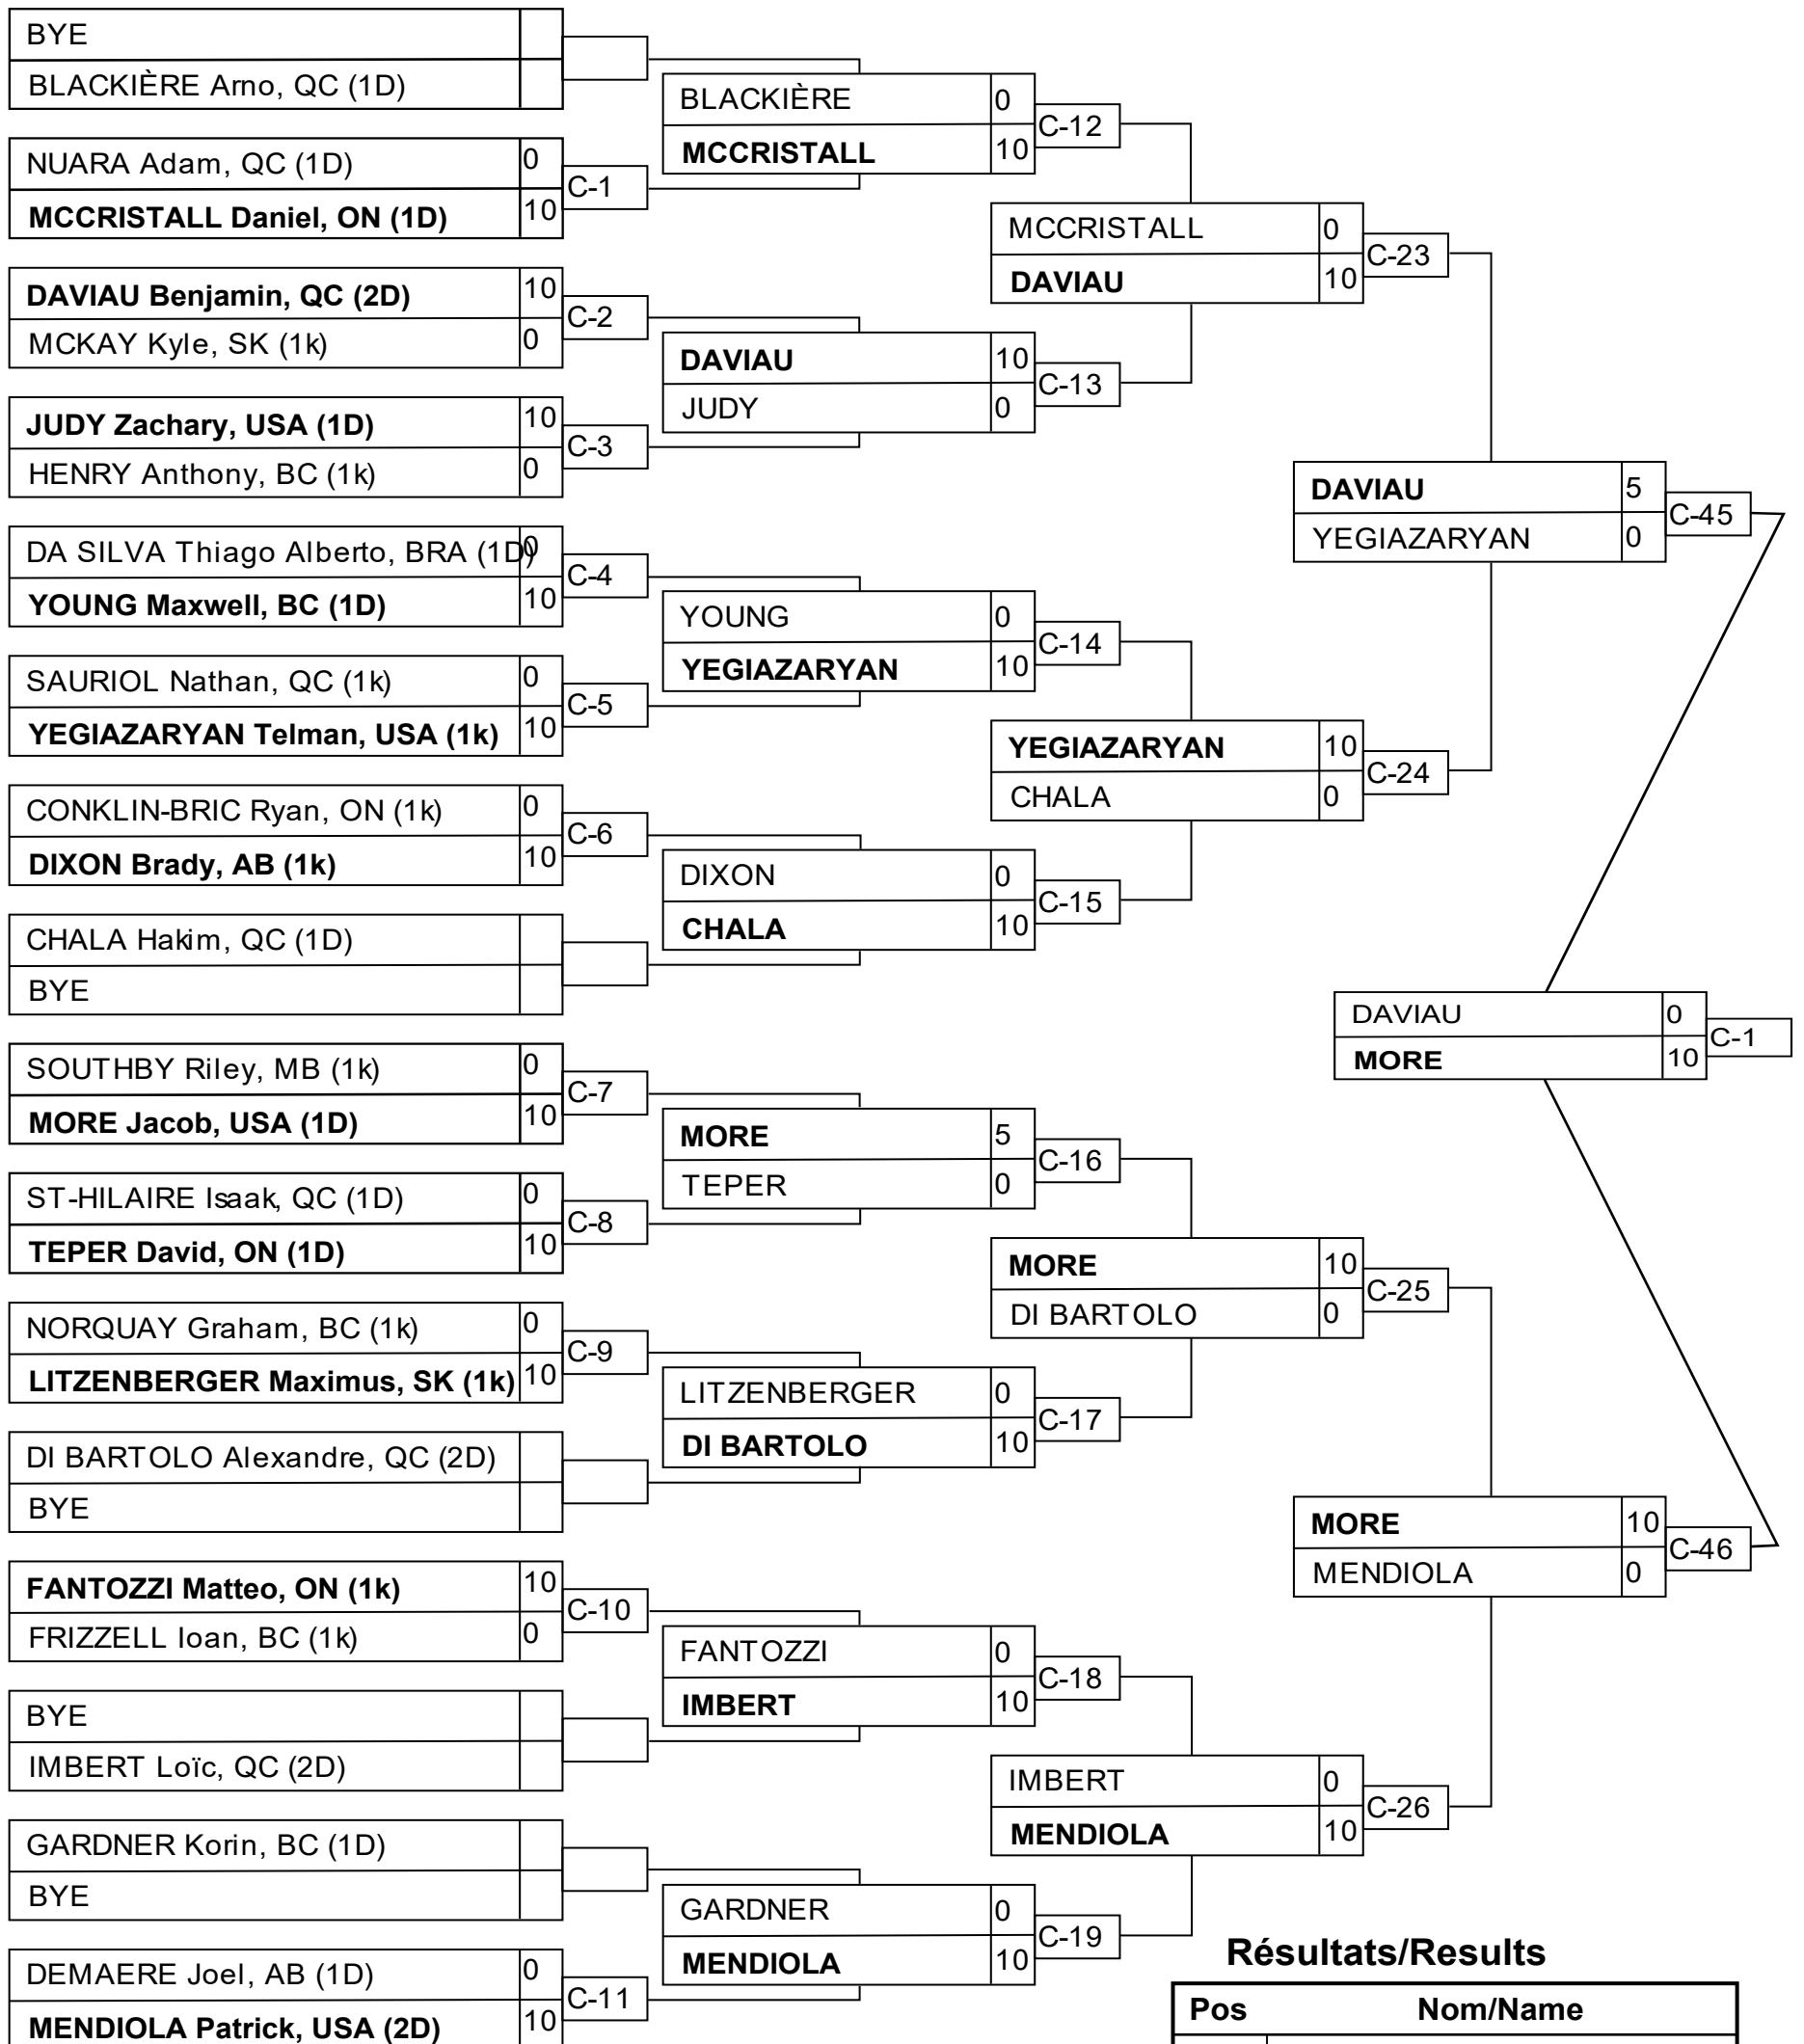 BYE
BLACKIÈRE Arno, QC (1D)
NUARA Adam, QC (1D) 0
C-1
MCCRISTALL Daniel, ON (1D) 10
DAVIAU Benjamin, QC (2D) 10
C-2
MCKAY Kyle, SK (1k) 0
JUDY Zachary, USA (1D) 10
C-3
HENRY Anthony, BC (1k) 0
DA SILVA Thiago Alberto, BRA (1D) 0
C-4
YOUNG Maxwell, BC (1D) 10
SAURIOL Nathan, QC (1k) 0
C-5
YEGIAZARYAN Telman, USA (1k) 10
CONKLIN-BRIC Ryan, ON (1k) 0
C-6
DIXON Brady, AB (1k) 10
CHALA Hakim, QC (1D)
BYE
SOUTHBY Riley, MB (1k) 0
C-7
MORE Jacob, USA (1D) 10
ST-HILAIRE Isaak, QC (1D) 0
C-8
TEPER David, ON (1D) 10
NORQUAY Graham, BC (1k) 0
C-9
LITZENBERGER Maximus, SK (1k) 10
DI BARTOLO Alexandre, QC (2D)
BYE
FANTOZZI Matteo, ON (1k) 10
C-10
FRIZZELL Ioan, BC (1k) 0
BYE
IMBERT Loïc, QC (2D)
GARDNER Korin, BC (1D)
BYE
DEMAERE Joel, AB (1D) 0
C-11
MENDIOLA Patrick, USA (2D) 10
BLACKIÈRE 0
C-12
MCCRISTALL 10
DAVIAU 10
C-13
JUDY 0
YOUNG 0
C-14
YEGIAZARYAN 10
DIXON 0
C-15
CHALA 10
MORE 5
C-16
TEPER 0
LITZENBERGER 0
C-17
DI BARTOLO 10
FANTOZZI 0
C-18
IMBERT 10
GARDNER 0
C-19
MENDIOLA 10
MCCRISTALL 0
C-23
DAVIAU 10
YEGIAZARYAN 10
C-24
CHALA 0
MORE 10
C-25
DI BARTOLO 0
IMBERT 0
C-26
MENDIOLA 10
DAVIAU 5
C-45
YEGIAZARYAN 0
MORE 10
C-46
MENDIOLA 0
DAVIAU 0
C-1
MORE 10
Résultats/Results
Pos Nom/Name